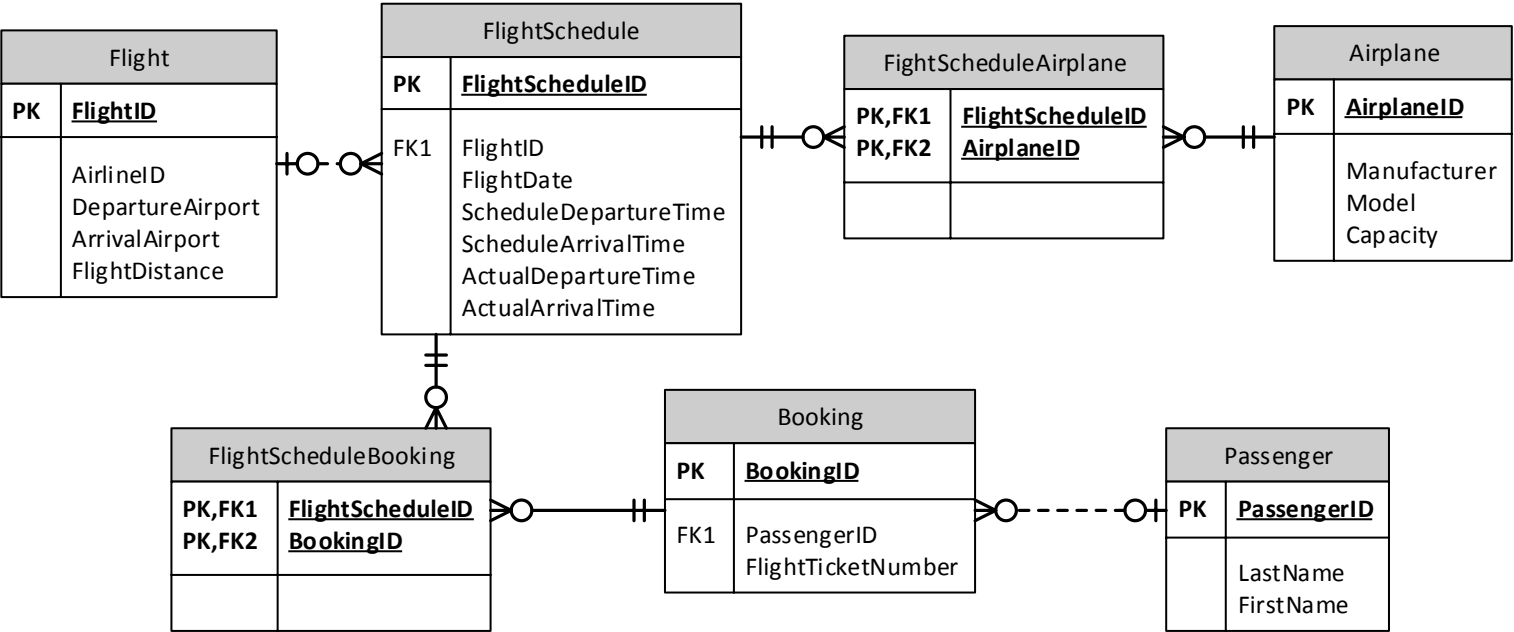 Flight
PK FlightID
AirlineID
DepartureAirport
ArrivalAirport
FlightDistance
FlightSchedule
PK FlightScheduleID
FK1 FlightID
FlightDate
ScheduleDepartureTime
ScheduleArrivalTime
ActualDepartureTime
ActualArrivalTime
FightScheduleAirplane
PK,FK1 FlightScheduleID
PK,FK2 AirplaneID
Airplane
PK AirplaneID
Manufacturer
Model
Capacity
FlightScheduleBooking
PK,FK1 FlightScheduleID
PK,FK2 BookingID
Booking
PK BookingID
FK1 PassengerID
FlightTicketNumber
Passenger
PK PassengerID
LastName
FirstName